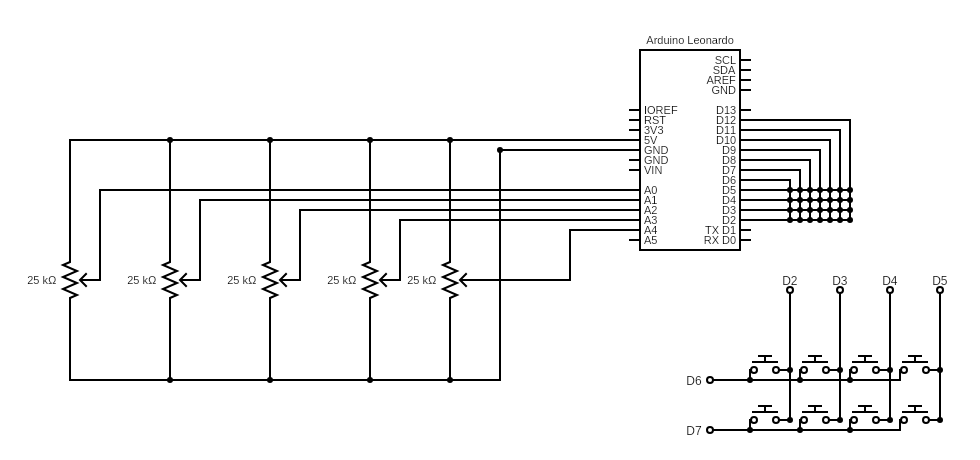 Arduino Leonardo
SCL
SDA
AREF
GND
IOREF D13
RST D12
3V3 D11
5V D10
GND D9
GND D8
VIN D7
D6
A0 D5
A1 D4
A2 D3
A3 D2
A4 TX D1
A5 RX D0
25 kΩ 25 kΩ 25 kΩ 25 kΩ 25 kΩ
D2 D3 D4 D5
D6
D7